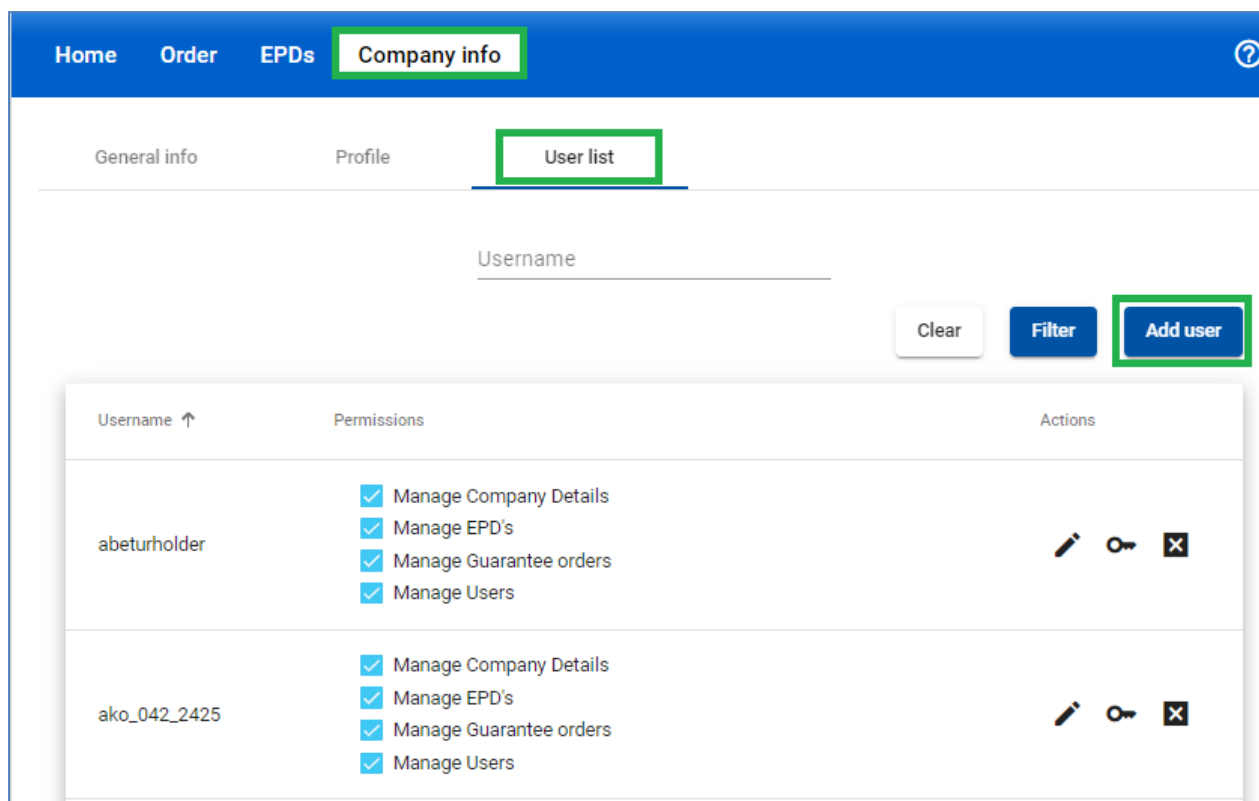 Home Order EPDs Company info
General info Profile User list
Username
Clear Filter Add user
Username Permissions Actions
Manage Company Details
Manage EPD's
abeturholder
Manage Guarantee orders
Manage Users
Manage Company Details
Manage EPD's
ako_042_2425
Manage Guarantee orders
Manage Users